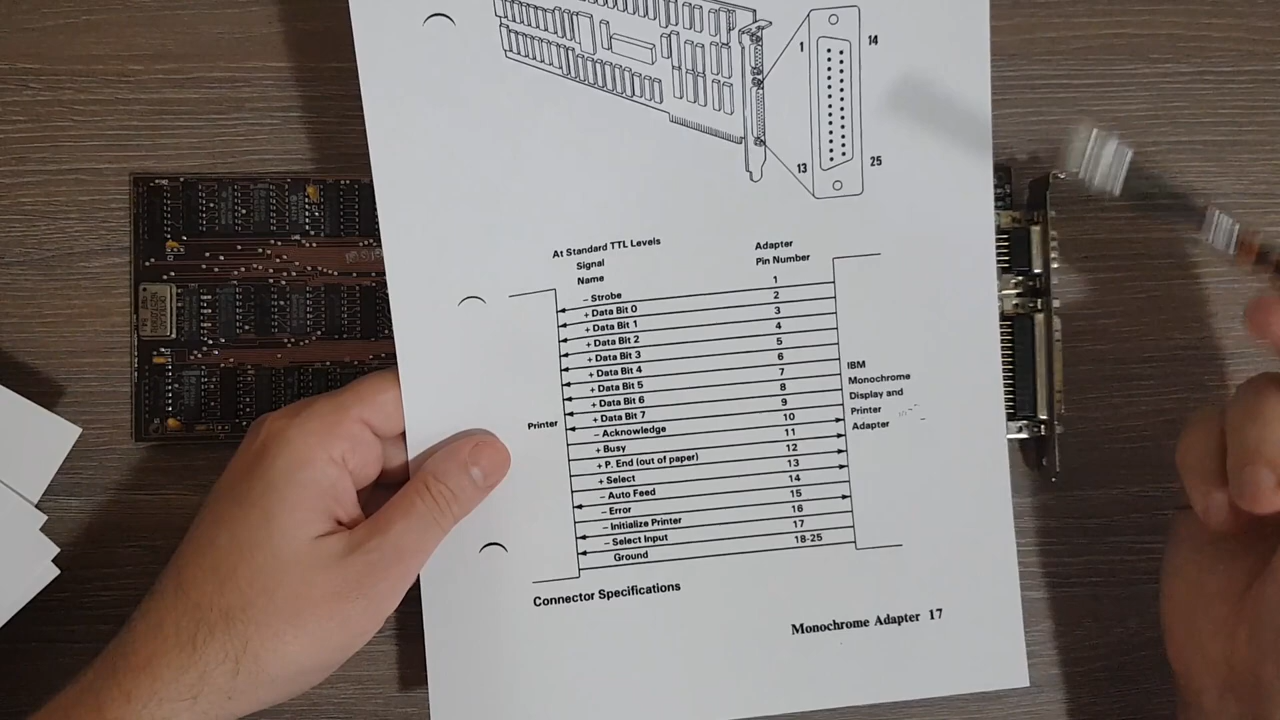 1 14
13 25
At Standard TTL Levels
Signal
Name
Adapter
Pin Number
– Strobe 1
+ Data Bit 0 2
+ Data Bit 1 3
+ Data Bit 2 4
+ Data Bit 3 5
+ Data Bit 4 6
+ Data Bit 5 7
+ Data Bit 6 8
+ Data Bit 7 9
– Acknowledge 10
+ Busy 11
+ P. End (out of paper) 12
+ Select 13
– Auto Feed 14
– Error 15
– Initialize Printer 16
– Select Input 17
Ground 18-25
Printer
IBM
Monochrome
Display and
Printer
Adapter
Connector Specifications
Monochrome Adapter 17